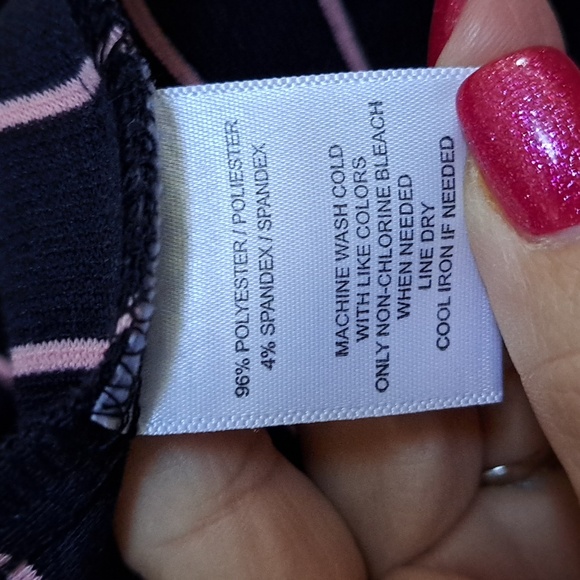 96% POLYESTER / POLIESTER
4% SPANDEX / SPANDEX
MACHINE WASH COLD
WITH LIKE COLORS
ONLY NON-CHLORINE BLEACH
WHEN NEEDED
LINE DRY
COOL IRON IF NEEDED